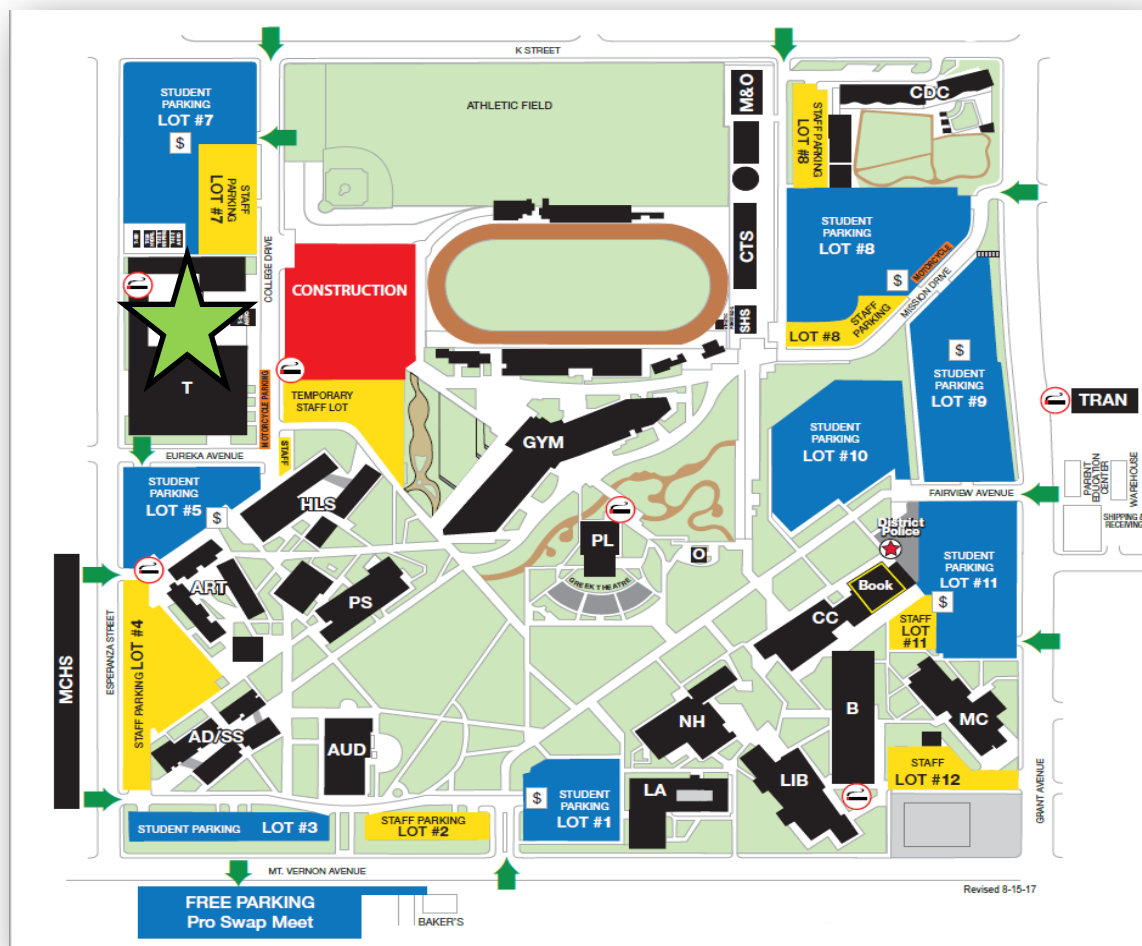 K STREET
STUDENT
PARKING
LOT #7
$
STAFF
PARKING
LOT #7
COLLEGE DRIVE
ATHLETIC FIELD
M&O
STAFF PARKING
LOT #8
CDC
CTS
SHS
STUDENT
PARKING
LOT #8
$
MOTORCYCLE
MISSION DRIVE
STAFF
PARKING
LOT #8
CONSTRUCTION
T
MOTORCYCLE PARKING
TEMPORARY
STAFF LOT
STAFF
EUREKA AVENUE
$
STUDENT
PARKING
LOT #9
TRAN
STUDENT
PARKING
LOT #10
GYM
PARENT
EDUCATION
CENTER
WAREHOUSE
SHIPPING &
RECEIVING
FAIRVIEW AVENUE
STUDENT
PARKING
LOT #5
$
HLS
PL
GREEK THEATRE
O
District
Police
STUDENT
PARKING
LOT #11
$
Book
CC
STAFF
LOT
#11
ART
PS
MCHS
ESPERANZA STREET
STAFF PARKING LOT #4
AD/SS
AUD
NH
B
MC
LIB
LA
STAFF
LOT #12
GRANT AVENUE
$
STUDENT
PARKING
LOT #1
STUDENT PARKING LOT #3
STAFF PARKING
LOT #2
MT. VERNON AVENUE
Revised 8-15-17
FREE PARKING
Pro Swap Meet
BAKER'S